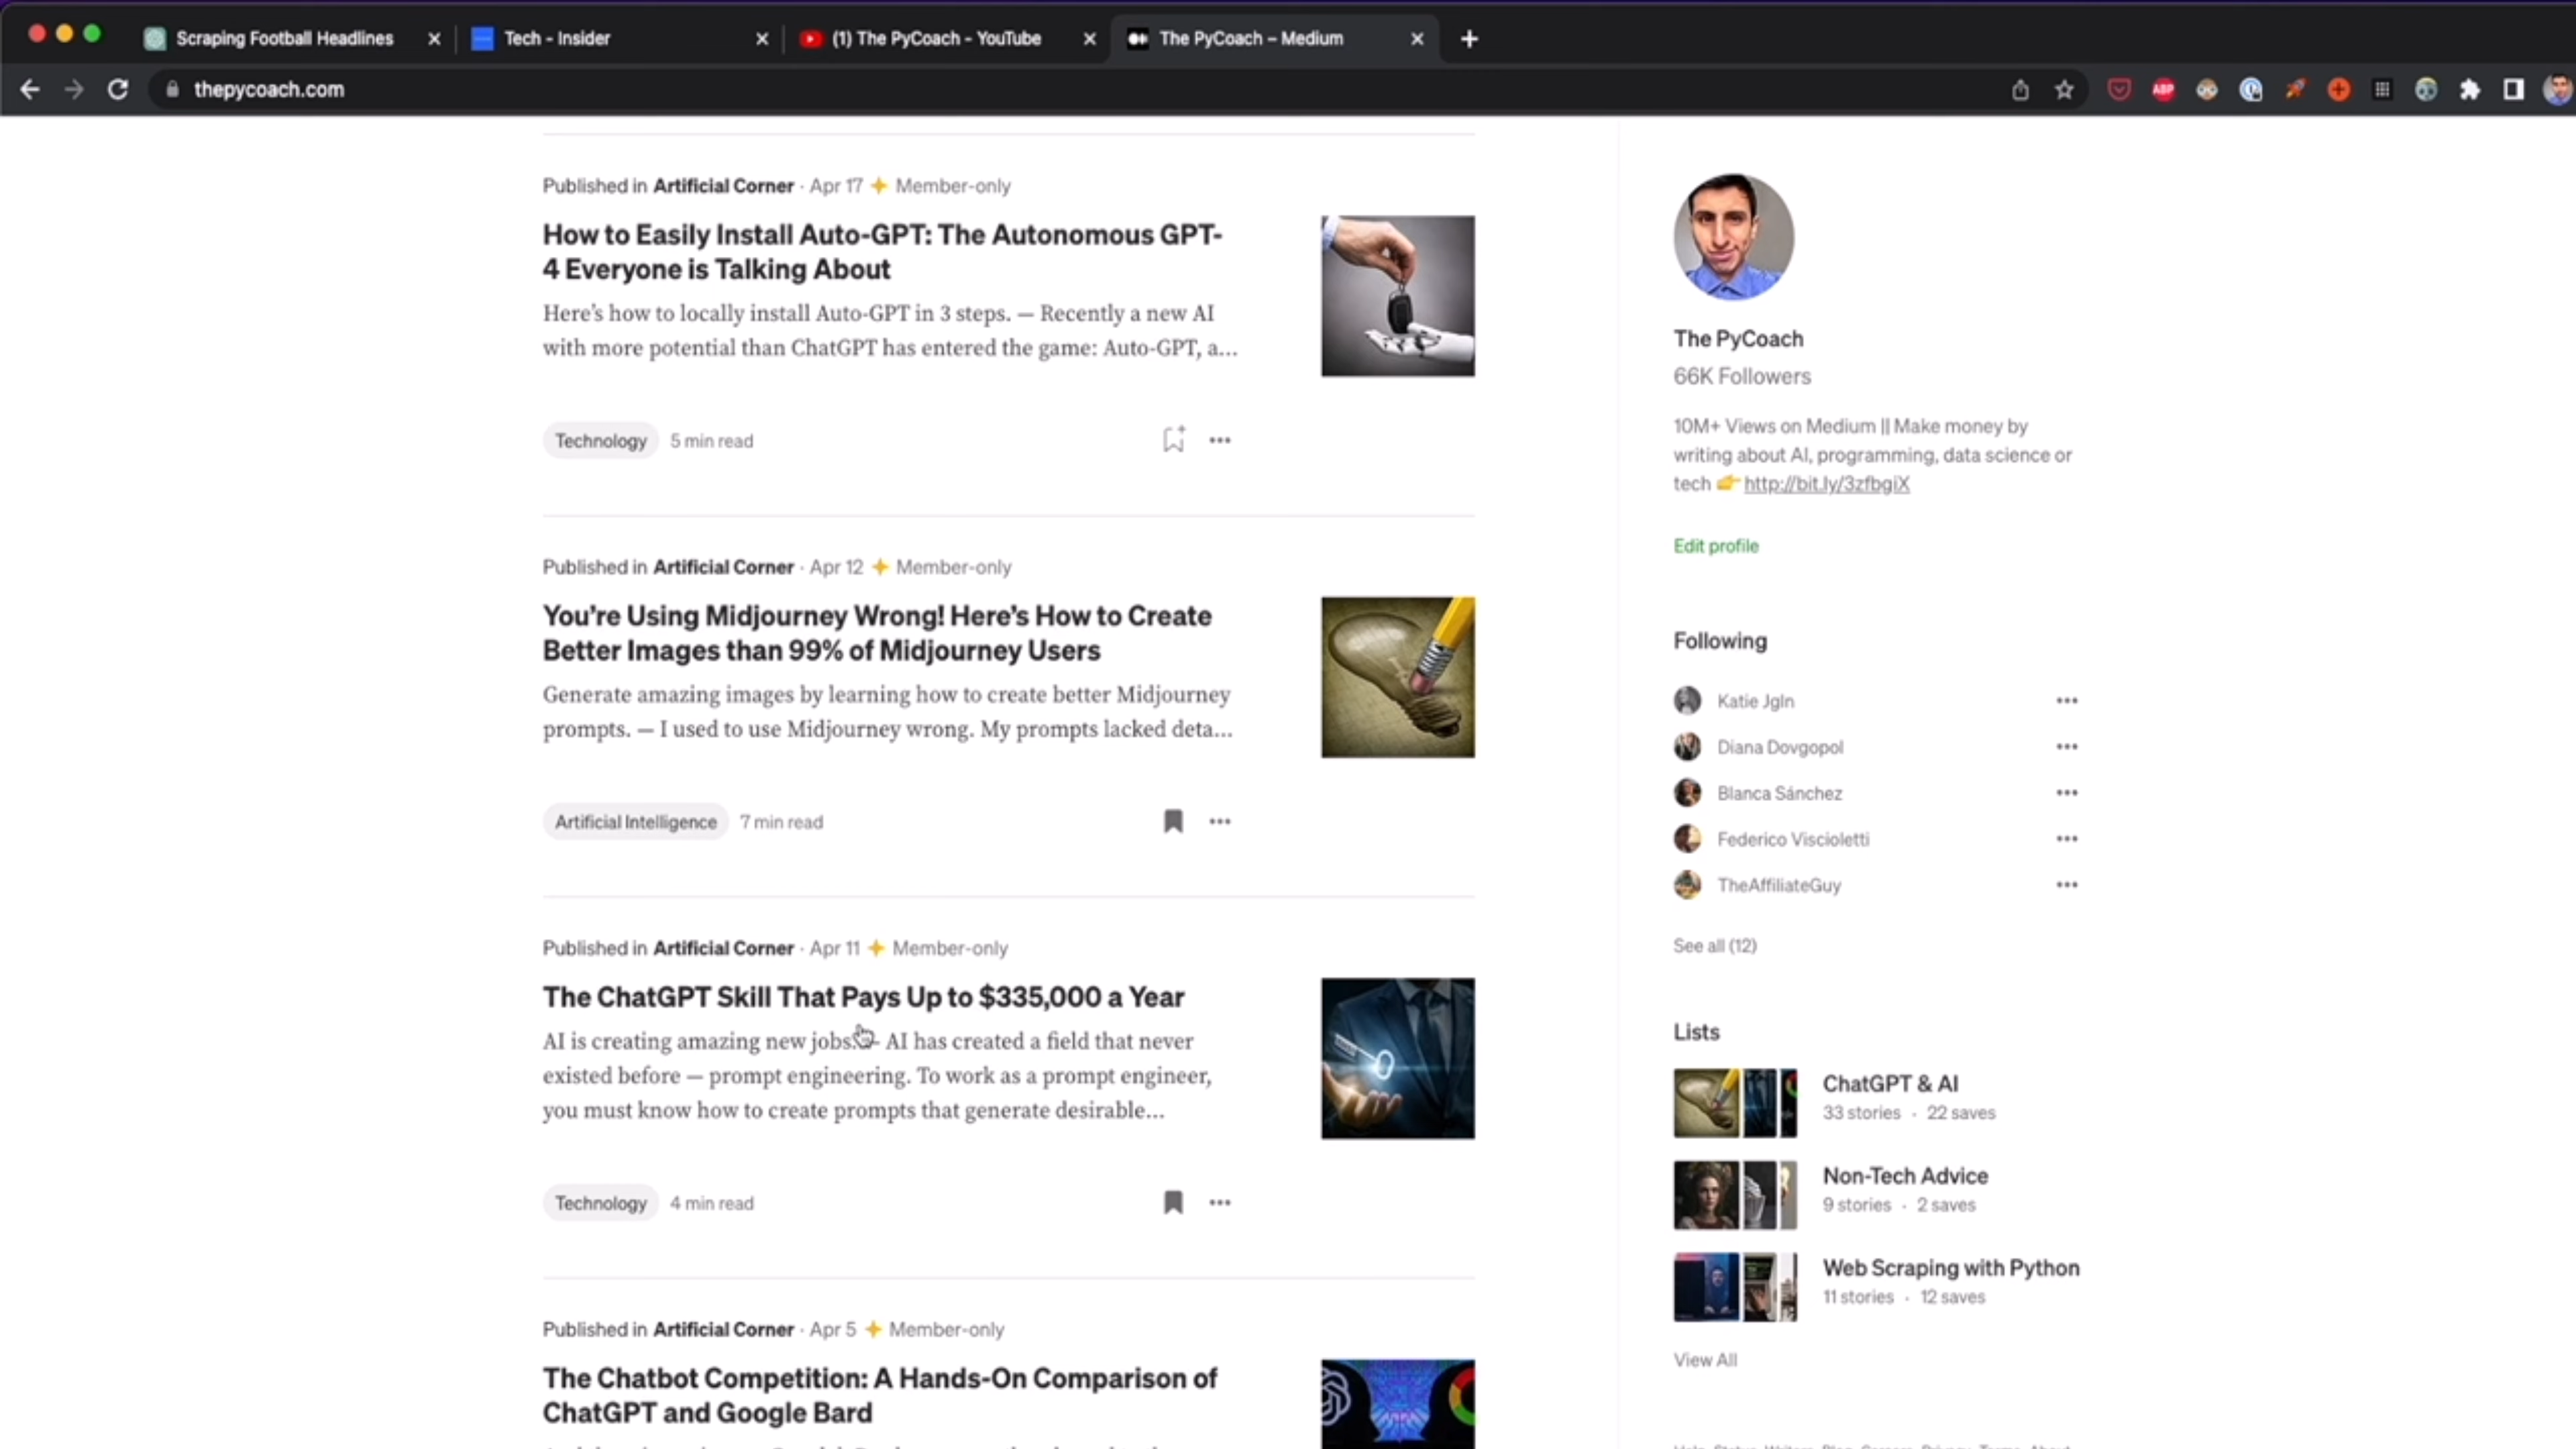 Scraping Football Headlines
Tech - Insider
(1) The PyCoach - YouTube
The PyCoach – Medium
thepycoach.com
ABP
Published in Artificial Corner · Apr 17 Member-only
How to Easily Install Auto-GPT: The Autonomous GPT-
4 Everyone is Talking About
Here's how to locally install Auto-GPT in 3 steps. — Recently a new AI
with more potential than ChatGPT has entered the game: Auto-GPT, a...
Technology 5 min read
Published in Artificial Corner · Apr 12 Member-only
You're Using Midjourney Wrong! Here's How to Create
Better Images than 99% of Midjourney Users
Generate amazing images by learning how to create better Midjourney
prompts. — I used to use Midjourney wrong. My prompts lacked deta...
Artificial Intelligence 7 min read
Published in Artificial Corner · Apr 11 Member-only
The ChatGPT Skill That Pays Up to $335,000 a Year
AI is creating amazing new jobs. — AI has created a field that never
existed before — prompt engineering. To work as a prompt engineer,
you must know how to create prompts that generate desirable...
Technology 4 min read
Published in Artificial Corner · Apr 5 Member-only
The Chatbot Competition: A Hands-On Comparison of
ChatGPT and Google Bard
The PyCoach
66K Followers
10M+ Views on Medium || Make money by
writing about AI, programming, data science or
tech 👉 http://bit.ly/3zfbgiX
Edit profile
Following
Katie Jgln
Diana Dovgopol
Blanca Sánchez
Federico Viscioletti
TheAffiliateGuy
See all (12)
Lists
ChatGPT & AI
33 stories · 22 saves
Non-Tech Advice
9 stories · 2 saves
Web Scraping with Python
11 stories · 12 saves
View All